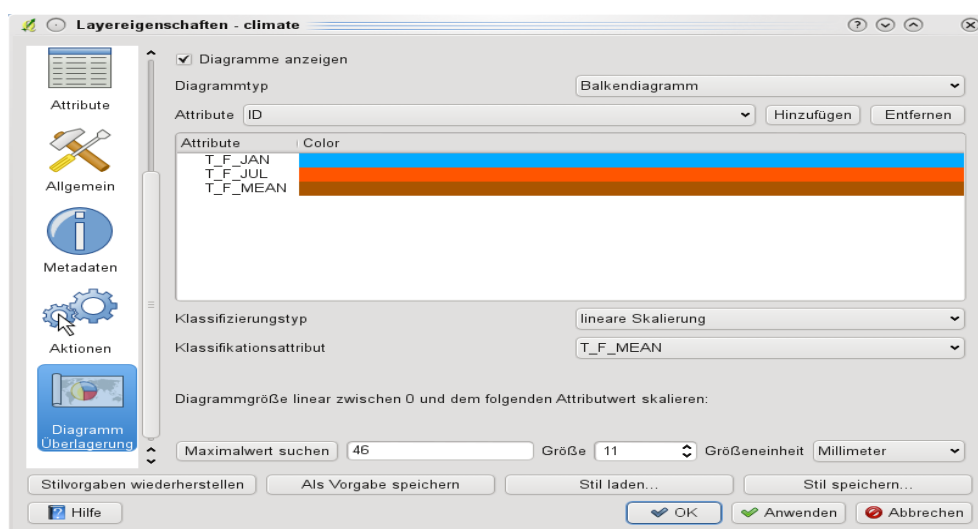 Layereigenschaften - climate
Attribute
Allgemein
Metadaten
Aktionen
Diagramm
Überlagerung
Diagramme anzeigen
Diagrammtyp Balkendiagramm
Attribute ID Hinzufügen Entfernen
Attribute Color
T_F_JAN
T_F_JUL
T_F_MEAN
Klassifizierungstyp lineare Skalierung
Klassifikationsattribut T_F_MEAN
Diagrammgröße linear zwischen 0 und dem folgenden Attributwert skalieren:
Maximalwert suchen 46 Größe 11 Größeneinheit Millimeter
Stilvorgaben wiederherstellen Als Vorgabe speichern Stil laden... Stil speichern...
Hilfe OK Anwenden Abbrechen